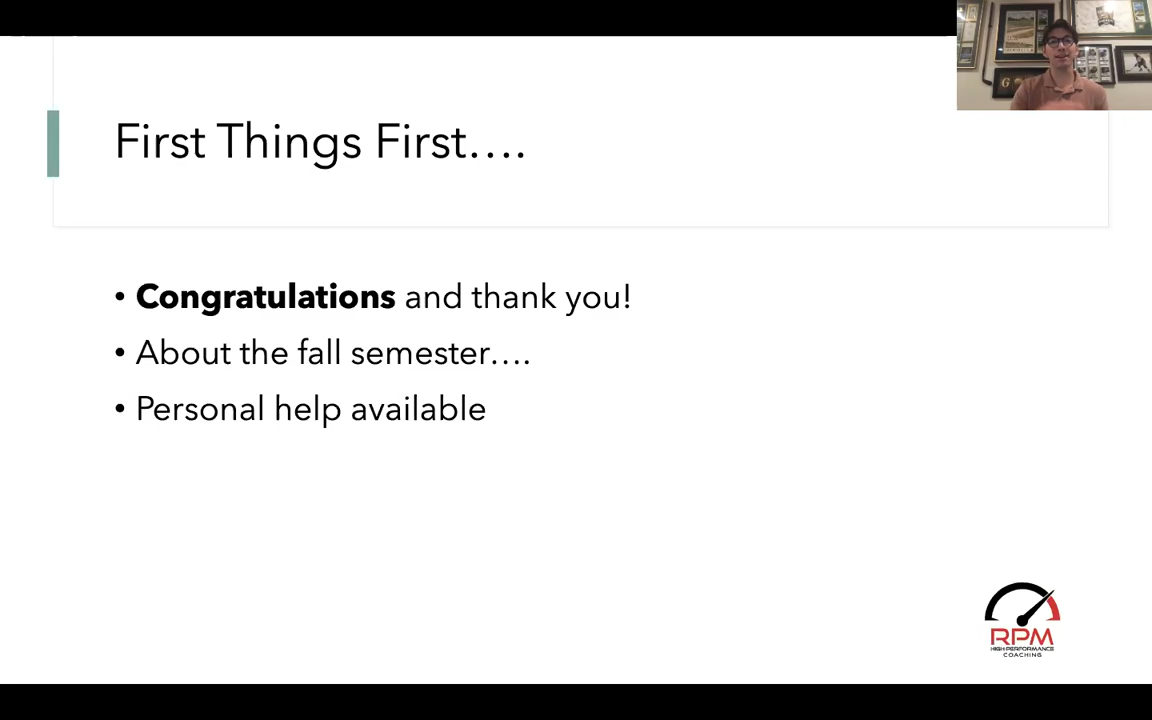 First Things First....
• Congratulations and thank you!
• About the fall semester....
• Personal help available
RPM
HIGH PERFORMANCE
COACHING